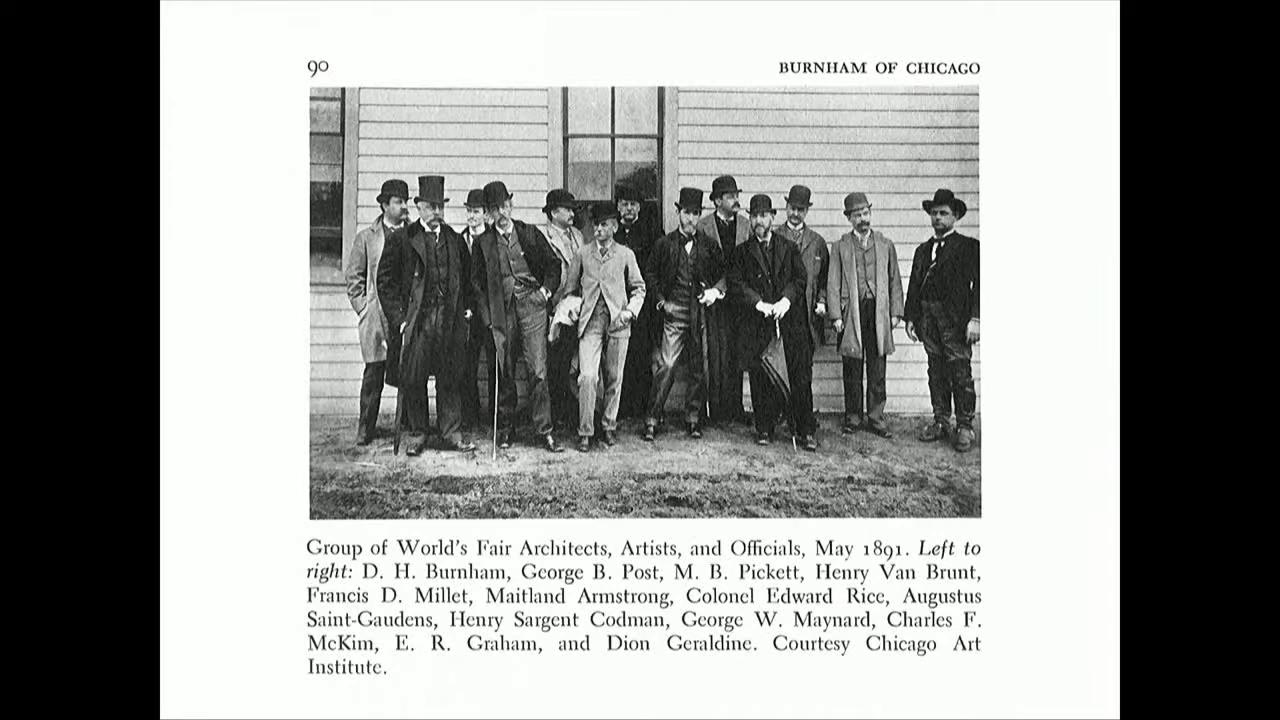 90
BURNHAM OF CHICAGO
Group of World's Fair Architects, Artists, and Officials, May 1891. Left to
right: D. H. Burnham, George B. Post, M. B. Pickett, Henry Van Brunt,
Francis D. Millet, Maitland Armstrong, Colonel Edward Rice, Augustus
Saint-Gaudens, Henry Sargent Codman, George W. Maynard, Charles F.
McKim, E. R. Graham, and Dion Geraldine. Courtesy Chicago Art
Institute.